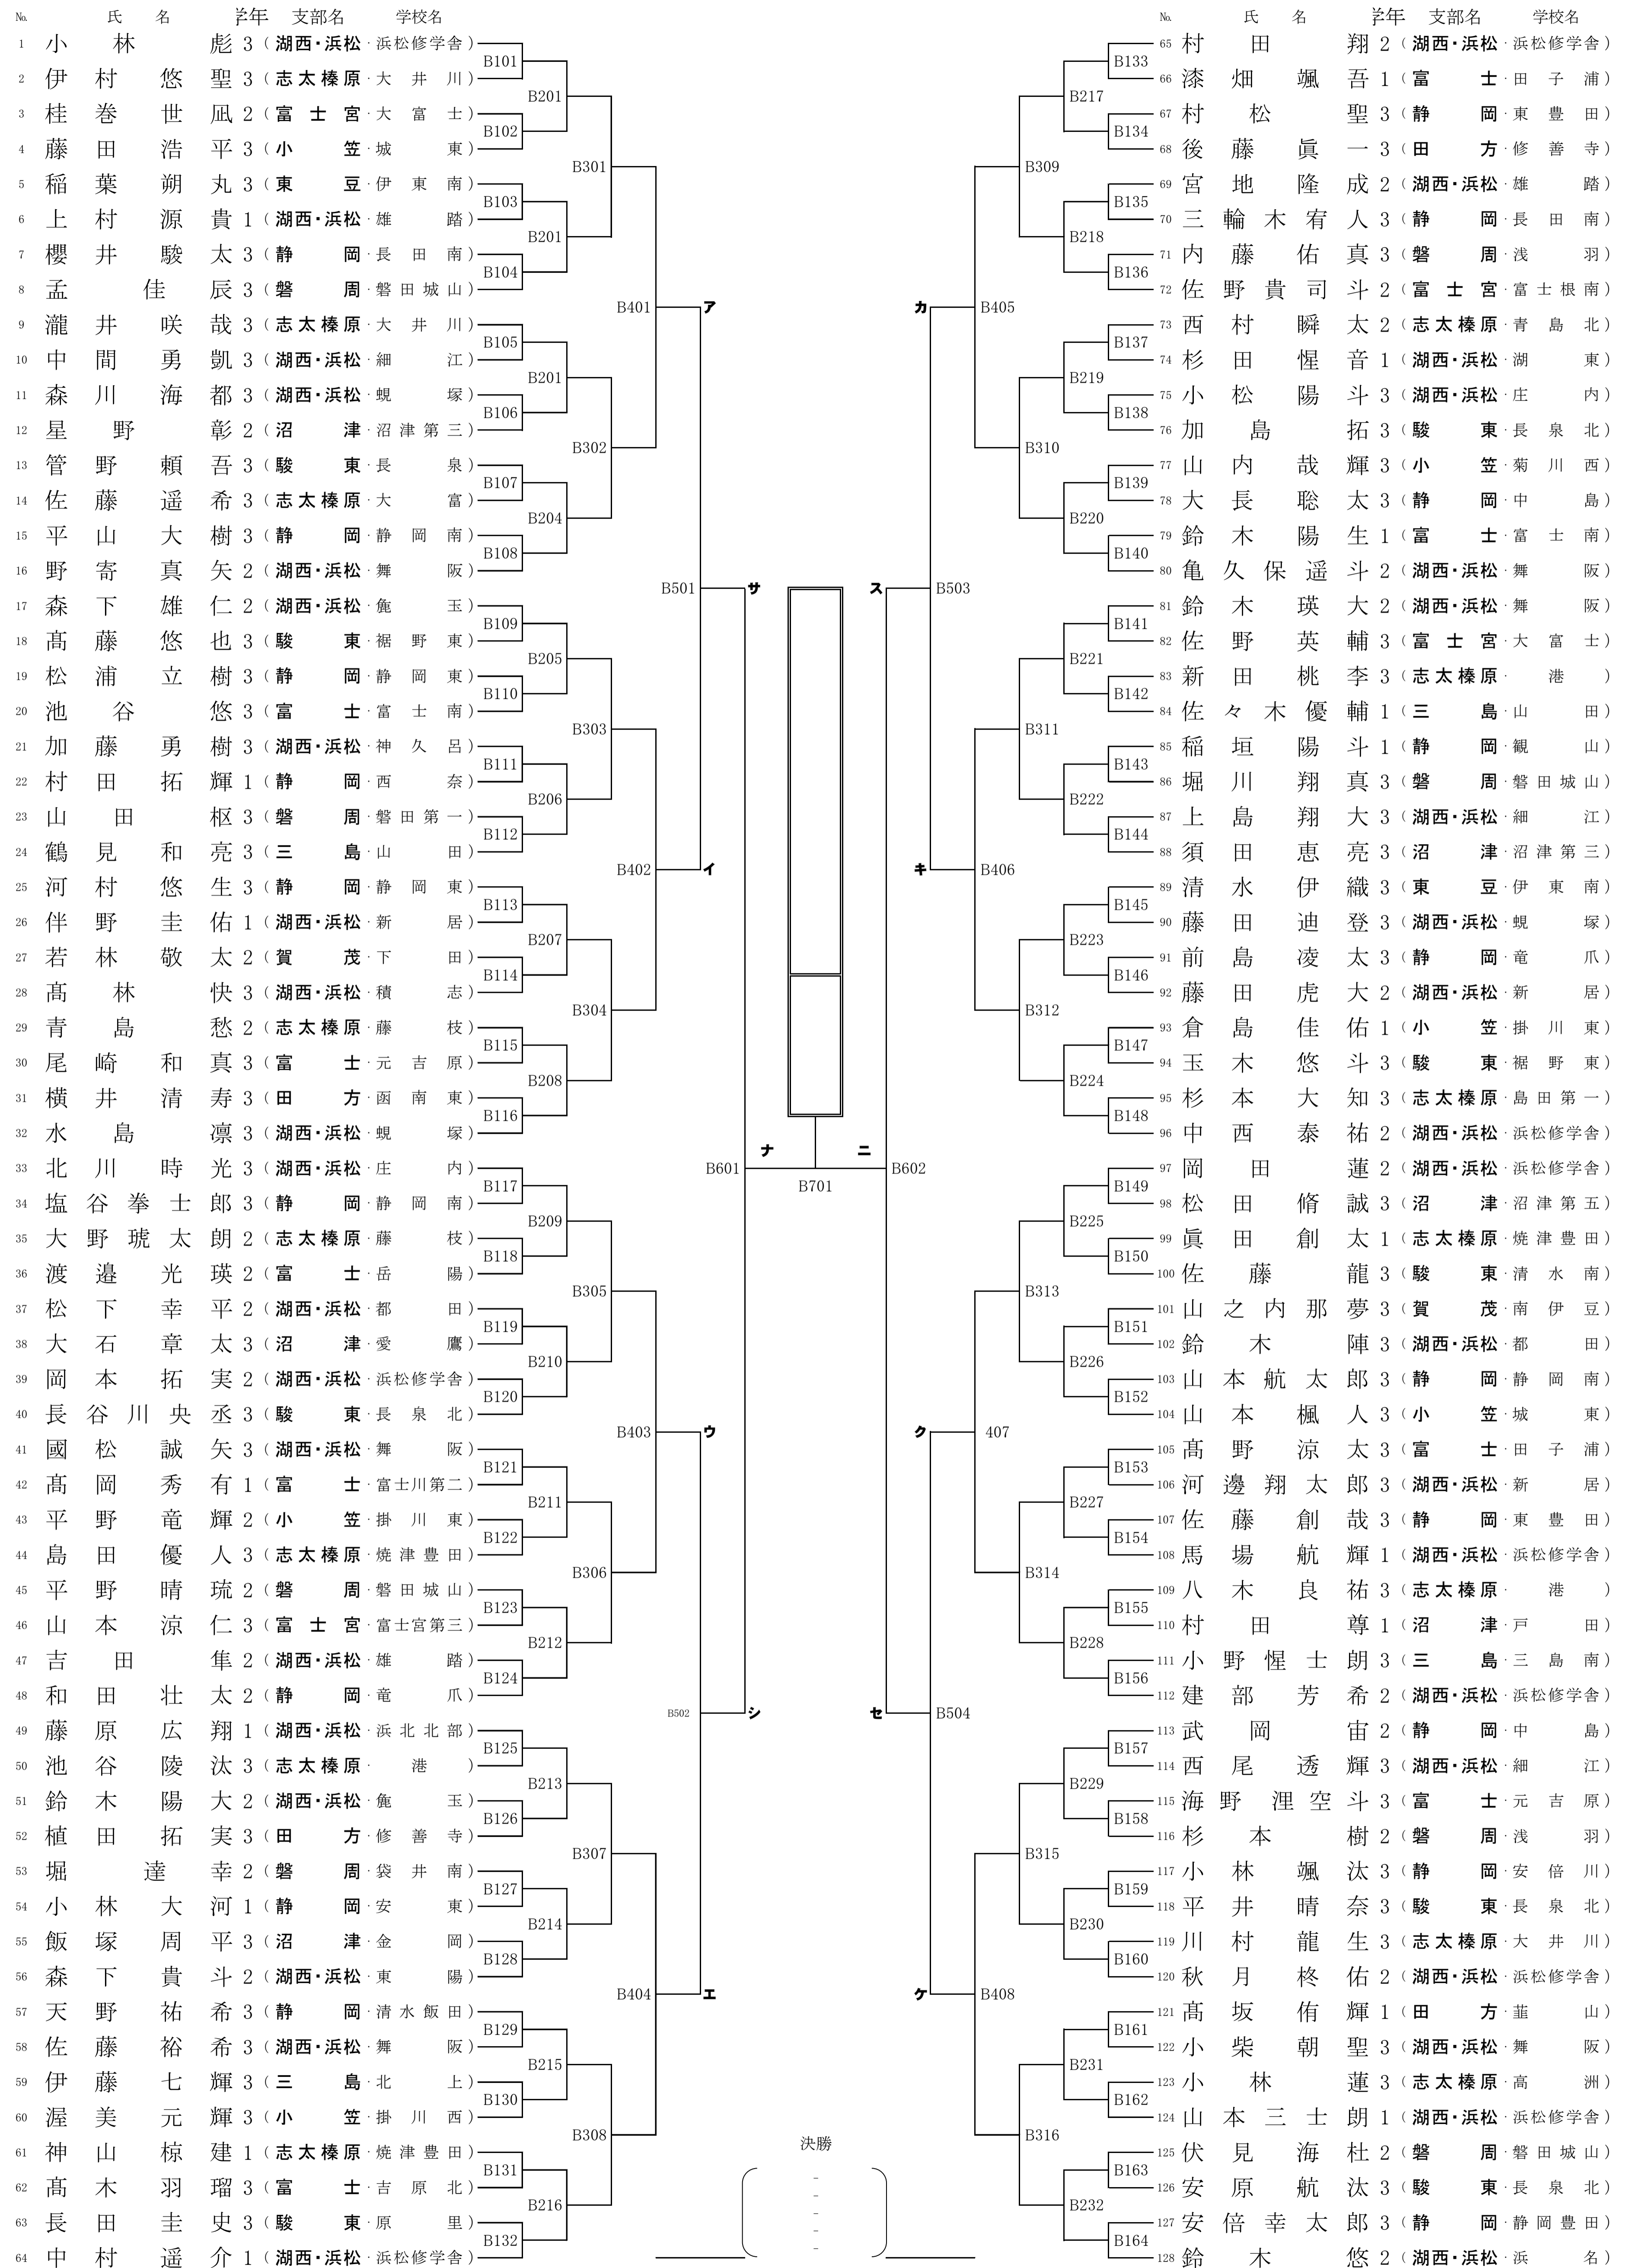 № 氏 名 学年 支部名 学校名
1 小林 彪 3 ( 湖西・浜松 ・ 浜松修学舎 )
2 伊村 悠聖 3 ( 志太榛原 ・ 大井川 )
3 桂巻 世凪 2 ( 富士宮 ・ 大富士 )
4 藤田 浩平 3 ( 小笠 ・ 城東 )
5 稲葉 朔丸 3 ( 東豆 ・ 伊東南 )
6 上村 源貴 1 ( 湖西・浜松 ・ 雄踏 )
7 櫻井 駿太 3 ( 静岡 ・ 長田南 )
8 孟 佳辰 3 ( 磐周 ・ 磐田城山 )
9 瀧井 咲哉 3 ( 志太榛原 ・ 大井川 )
10 中間 勇凱 3 ( 湖西・浜松 ・ 細江 )
11 森川 海都 3 ( 湖西・浜松 ・ 蜆塚 )
12 星野 彰 2 ( 沼津 ・ 沼津第三 )
13 管野 頼吾 3 ( 駿東 ・ 長泉 )
14 佐藤 遥希 3 ( 志太榛原 ・ 大富 )
15 平山 大樹 3 ( 静岡 ・ 静岡南 )
16 野寄 真矢 2 ( 湖西・浜松 ・ 舞阪 )
17 森下 雄仁 2 ( 湖西・浜松 ・ 麁玉 )
18 髙藤 悠也 3 ( 駿東 ・ 裾野東 )
19 松浦 立樹 3 ( 静岡 ・ 静岡東 )
20 池谷 悠 3 ( 富士 ・ 富士南 )
21 加藤 勇樹 3 ( 湖西・浜松 ・ 神久呂 )
22 村田 拓輝 1 ( 静岡 ・ 西奈 )
23 山田 枢 3 ( 磐周 ・ 磐田第一 )
24 鶴見 和亮 3 ( 三島 ・ 山田 )
25 河村 悠生 3 ( 静岡 ・ 静岡東 )
26 伴野 圭佑 1 ( 湖西・浜松 ・ 新居 )
27 若林 敬太 2 ( 賀茂 ・ 下田 )
28 髙林 快 3 ( 湖西・浜松 ・ 積志 )
29 青島 愁 2 ( 志太榛原 ・ 藤枝 )
30 尾崎 和真 3 ( 富士 ・ 元吉原 )
31 横井 清寿 3 ( 田方 ・ 函南東 )
32 水島 凛 3 ( 湖西・浜松 ・ 蜆塚 )
33 北川 時光 3 ( 湖西・浜松 ・ 庄内 )
34 塩谷 拳士郎 3 ( 静岡 ・ 静岡南 )
35 大野 琥太朗 2 ( 志太榛原 ・ 藤枝 )
36 渡邉 光瑛 2 ( 富士 ・ 岳陽 )
37 松下 幸平 2 ( 湖西・浜松 ・ 都田 )
38 大石 章太 3 ( 沼津 ・ 愛鷹 )
39 岡本 拓実 2 ( 湖西・浜松 ・ 浜松修学舎 )
40 長谷川 央丞 3 ( 駿東 ・ 長泉北 )
41 國松 誠矢 3 ( 湖西・浜松 ・ 舞阪 )
42 髙岡 秀有 1 ( 富士 ・ 富士川第二 )
43 平野 竜輝 2 ( 小笠 ・ 掛川東 )
44 島田 優人 3 ( 志太榛原 ・ 焼津豊田 )
45 平野 晴琉 2 ( 磐周 ・ 磐田城山 )
46 山本 涼仁 3 ( 富士宮 ・ 富士宮第三 )
47 吉田 隼 2 ( 湖西・浜松 ・ 雄踏 )
48 和田 壮太 2 ( 静岡 ・ 竜爪 )
49 藤原 広翔 1 ( 湖西・浜松 ・ 浜北北部 )
50 池谷 陵汰 3 ( 志太榛原 ・ 港 )
51 鈴木 陽大 2 ( 湖西・浜松 ・ 麁玉 )
52 植田 拓実 3 ( 田方 ・ 修善寺 )
53 堀 達幸 2 ( 磐周 ・ 袋井南 )
54 小林 大河 1 ( 静岡 ・ 安東 )
55 飯塚 周平 3 ( 沼津 ・ 金岡 )
56 森下 貴斗 2 ( 湖西・浜松 ・ 東陽 )
57 天野 祐希 3 ( 静岡 ・ 清水飯田 )
58 佐藤 裕希 3 ( 湖西・浜松 ・ 舞阪 )
59 伊藤 七輝 3 ( 三島 ・ 北上 )
60 渥美 元輝 3 ( 小笠 ・ 掛川西 )
61 神山 椋建 1 ( 志太榛原 ・ 焼津豊田 )
62 髙木 羽瑠 3 ( 富士 ・ 吉原北 )
63 長田 圭史 3 ( 駿東 ・ 原里 )
64 中村 遥介 1 ( 湖西・浜松 ・ 浜松修学舎 )
B101
B102
B103
B104
B105
B106
B107
B108
B109
B110
B111
B112
B113
B114
B115
B116
B117
B118
B119
B120
B121
B122
B123
B124
B125
B126
B127
B128
B129
B130
B131
B132
B201
B201
B201
B204
B205
B206
B207
B208
B209
B210
B211
B212
B213
B214
B215
B216
B301
B302
B303
B304
B305
B306
B307
B308
B401
B402
B403
B404
ア
イ
ウ
エ
B501
B502
サ
シ
B601
ナ
B701
ニ
B602
ス
セ
B503
B504
カ
キ
ク
ケ
B405
B406
407
B408
B309
B310
B311
B312
B313
B314
B315
B316
B217
B218
B219
B220
B221
B222
B223
B224
B225
B226
B227
B228
B229
B230
B231
B232
B133
B134
B135
B136
B137
B138
B139
B140
B141
B142
B143
B144
B145
B146
B147
B148
B149
B150
B151
B152
B153
B154
B155
B156
B157
B158
B159
B160
B161
B162
B163
B164
決勝
－
－
－
－
－
№ 氏 名 学年 支部名 学校名
65 村田 翔 2 ( 湖西・浜松 ・ 浜松修学舎 )
66 漆畑 颯吾 1 ( 富士 ・ 田子浦 )
67 村松 聖 3 ( 静岡 ・ 東豊田 )
68 後藤 眞一 3 ( 田方 ・ 修善寺 )
69 宮地 隆成 2 ( 湖西・浜松 ・ 雄踏 )
70 三輪木 宥人 3 ( 静岡 ・ 長田南 )
71 内藤 佑真 3 ( 磐周 ・ 浅羽 )
72 佐野 貴司斗 2 ( 富士宮 ・ 富士根南 )
73 西村 瞬太 2 ( 志太榛原 ・ 青島北 )
74 杉田 惺音 1 ( 湖西・浜松 ・ 湖東 )
75 小松 陽斗 3 ( 湖西・浜松 ・ 庄内 )
76 加島 拓 3 ( 駿東 ・ 長泉北 )
77 山内 哉輝 3 ( 小笠 ・ 菊川西 )
78 大長 聡太 3 ( 静岡 ・ 中島 )
79 鈴木 陽生 1 ( 富士 ・ 富士南 )
80 亀久保 遥斗 2 ( 湖西・浜松 ・ 舞阪 )
81 鈴木 瑛大 2 ( 湖西・浜松 ・ 舞阪 )
82 佐野 英輔 3 ( 富士宮 ・ 大富士 )
83 新田 桃李 3 ( 志太榛原 ・ 港 )
84 佐々木 優輔 1 ( 三島 ・ 山田 )
85 稲垣 陽斗 1 ( 静岡 ・ 観山 )
86 堀川 翔真 3 ( 磐周 ・ 磐田城山 )
87 上島 翔大 3 ( 湖西・浜松 ・ 細江 )
88 須田 恵亮 3 ( 沼津 ・ 沼津第三 )
89 清水 伊織 3 ( 東豆 ・ 伊東南 )
90 藤田 迪登 3 ( 湖西・浜松 ・ 蜆塚 )
91 前島 凌太 3 ( 静岡 ・ 竜爪 )
92 藤田 虎大 2 ( 湖西・浜松 ・ 新居 )
93 倉島 佳佑 1 ( 小笠 ・ 掛川東 )
94 玉木 悠斗 3 ( 駿東 ・ 裾野東 )
95 杉本 大知 3 ( 志太榛原 ・ 島田第一 )
96 中西 泰祐 2 ( 湖西・浜松 ・ 浜松修学舎 )
97 岡田 蓮 2 ( 湖西・浜松 ・ 浜松修学舎 )
98 松田 脩誠 3 ( 沼津 ・ 沼津第五 )
99 眞田 創太 1 ( 志太榛原 ・ 焼津豊田 )
100 佐藤 龍 3 ( 駿東 ・ 清水南 )
101 山之内 那夢 3 ( 賀茂 ・ 南伊豆 )
102 鈴木 陣 3 ( 湖西・浜松 ・ 都田 )
103 山本 航太郎 3 ( 静岡 ・ 静岡南 )
104 山本 楓人 3 ( 小笠 ・ 城東 )
105 髙野 涼太 3 ( 富士 ・ 田子浦 )
106 河邊 翔太郎 3 ( 湖西・浜松 ・ 新居 )
107 佐藤 創哉 3 ( 静岡 ・ 東豊田 )
108 馬場 航輝 1 ( 湖西・浜松 ・ 浜松修学舎 )
109 八木 良祐 3 ( 志太榛原 ・ 港 )
110 村田 尊 1 ( 沼津 ・ 戸田 )
111 小野 惺士朗 3 ( 三島 ・ 三島南 )
112 建部 芳希 2 ( 湖西・浜松 ・ 浜松修学舎 )
113 武岡 宙 2 ( 静岡 ・ 中島 )
114 西尾 透輝 3 ( 湖西・浜松 ・ 細江 )
115 海野 浬空斗 3 ( 富士 ・ 元吉原 )
116 杉本 樹 2 ( 磐周 ・ 浅羽 )
117 小林 颯汰 3 ( 静岡 ・ 安倍川 )
118 平井 晴奈 3 ( 駿東 ・ 長泉北 )
119 川村 龍生 3 ( 志太榛原 ・ 大井川 )
120 秋月 柊佑 2 ( 湖西・浜松 ・ 浜松修学舎 )
121 髙坂 侑輝 1 ( 田方 ・ 韮山 )
122 小柴 朝聖 3 ( 湖西・浜松 ・ 舞阪 )
123 小林 蓮 3 ( 志太榛原 ・ 高洲 )
124 山本 三士朗 1 ( 湖西・浜松 ・ 浜松修学舎 )
125 伏見 海杜 2 ( 磐周 ・ 磐田城山 )
126 安原 航汰 3 ( 駿東 ・ 長泉北 )
127 安倍 幸太郎 3 ( 静岡 ・ 静岡豊田 )
128 鈴木 悠 2 ( 湖西・浜松 ・ 浜名 )